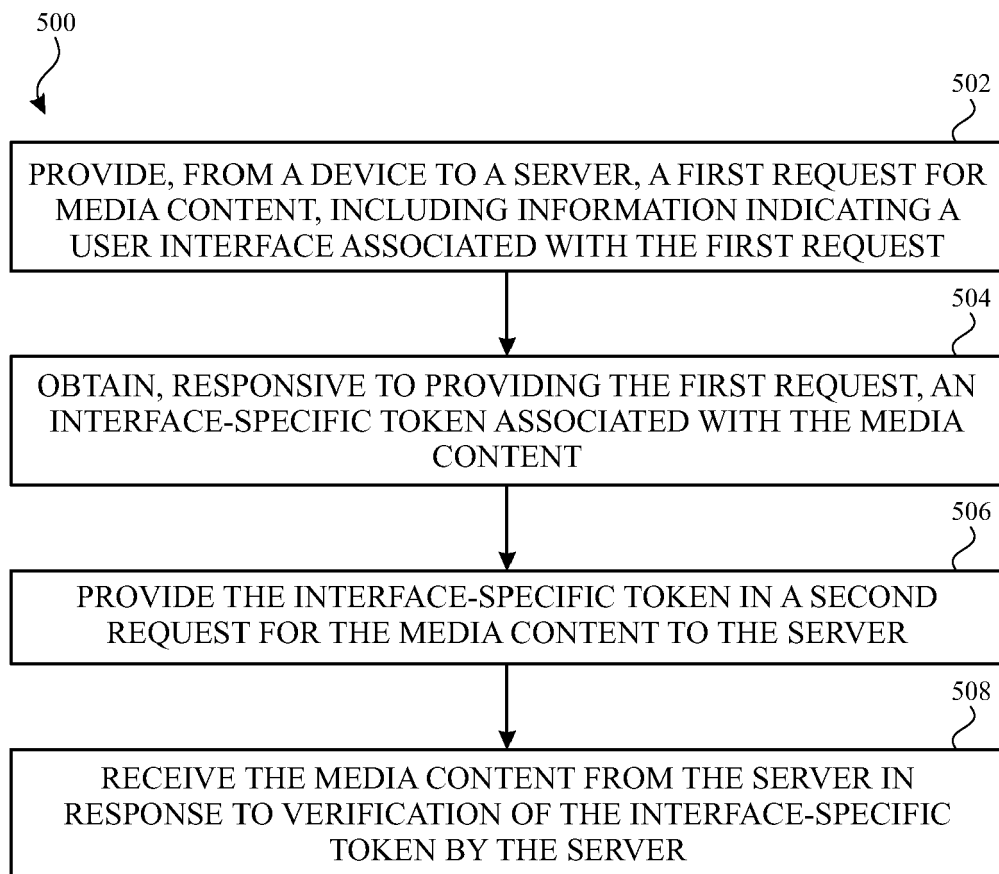 500
502
PROVIDE, FROM A DEVICE TO A SERVER, A FIRST REQUEST FOR
MEDIA CONTENT, INCLUDING INFORMATION INDICATING A
USER INTERFACE ASSOCIATED WITH THE FIRST REQUEST
504
OBTAIN, RESPONSIVE TO PROVIDING THE FIRST REQUEST, AN
INTERFACE-SPECIFIC TOKEN ASSOCIATED WITH THE MEDIA
CONTENT
506
PROVIDE THE INTERFACE-SPECIFIC TOKEN IN A SECOND
REQUEST FOR THE MEDIA CONTENT TO THE SERVER
508
RECEIVE THE MEDIA CONTENT FROM THE SERVER IN
RESPONSE TO VERIFICATION OF THE INTERFACE-SPECIFIC
TOKEN BY THE SERVER